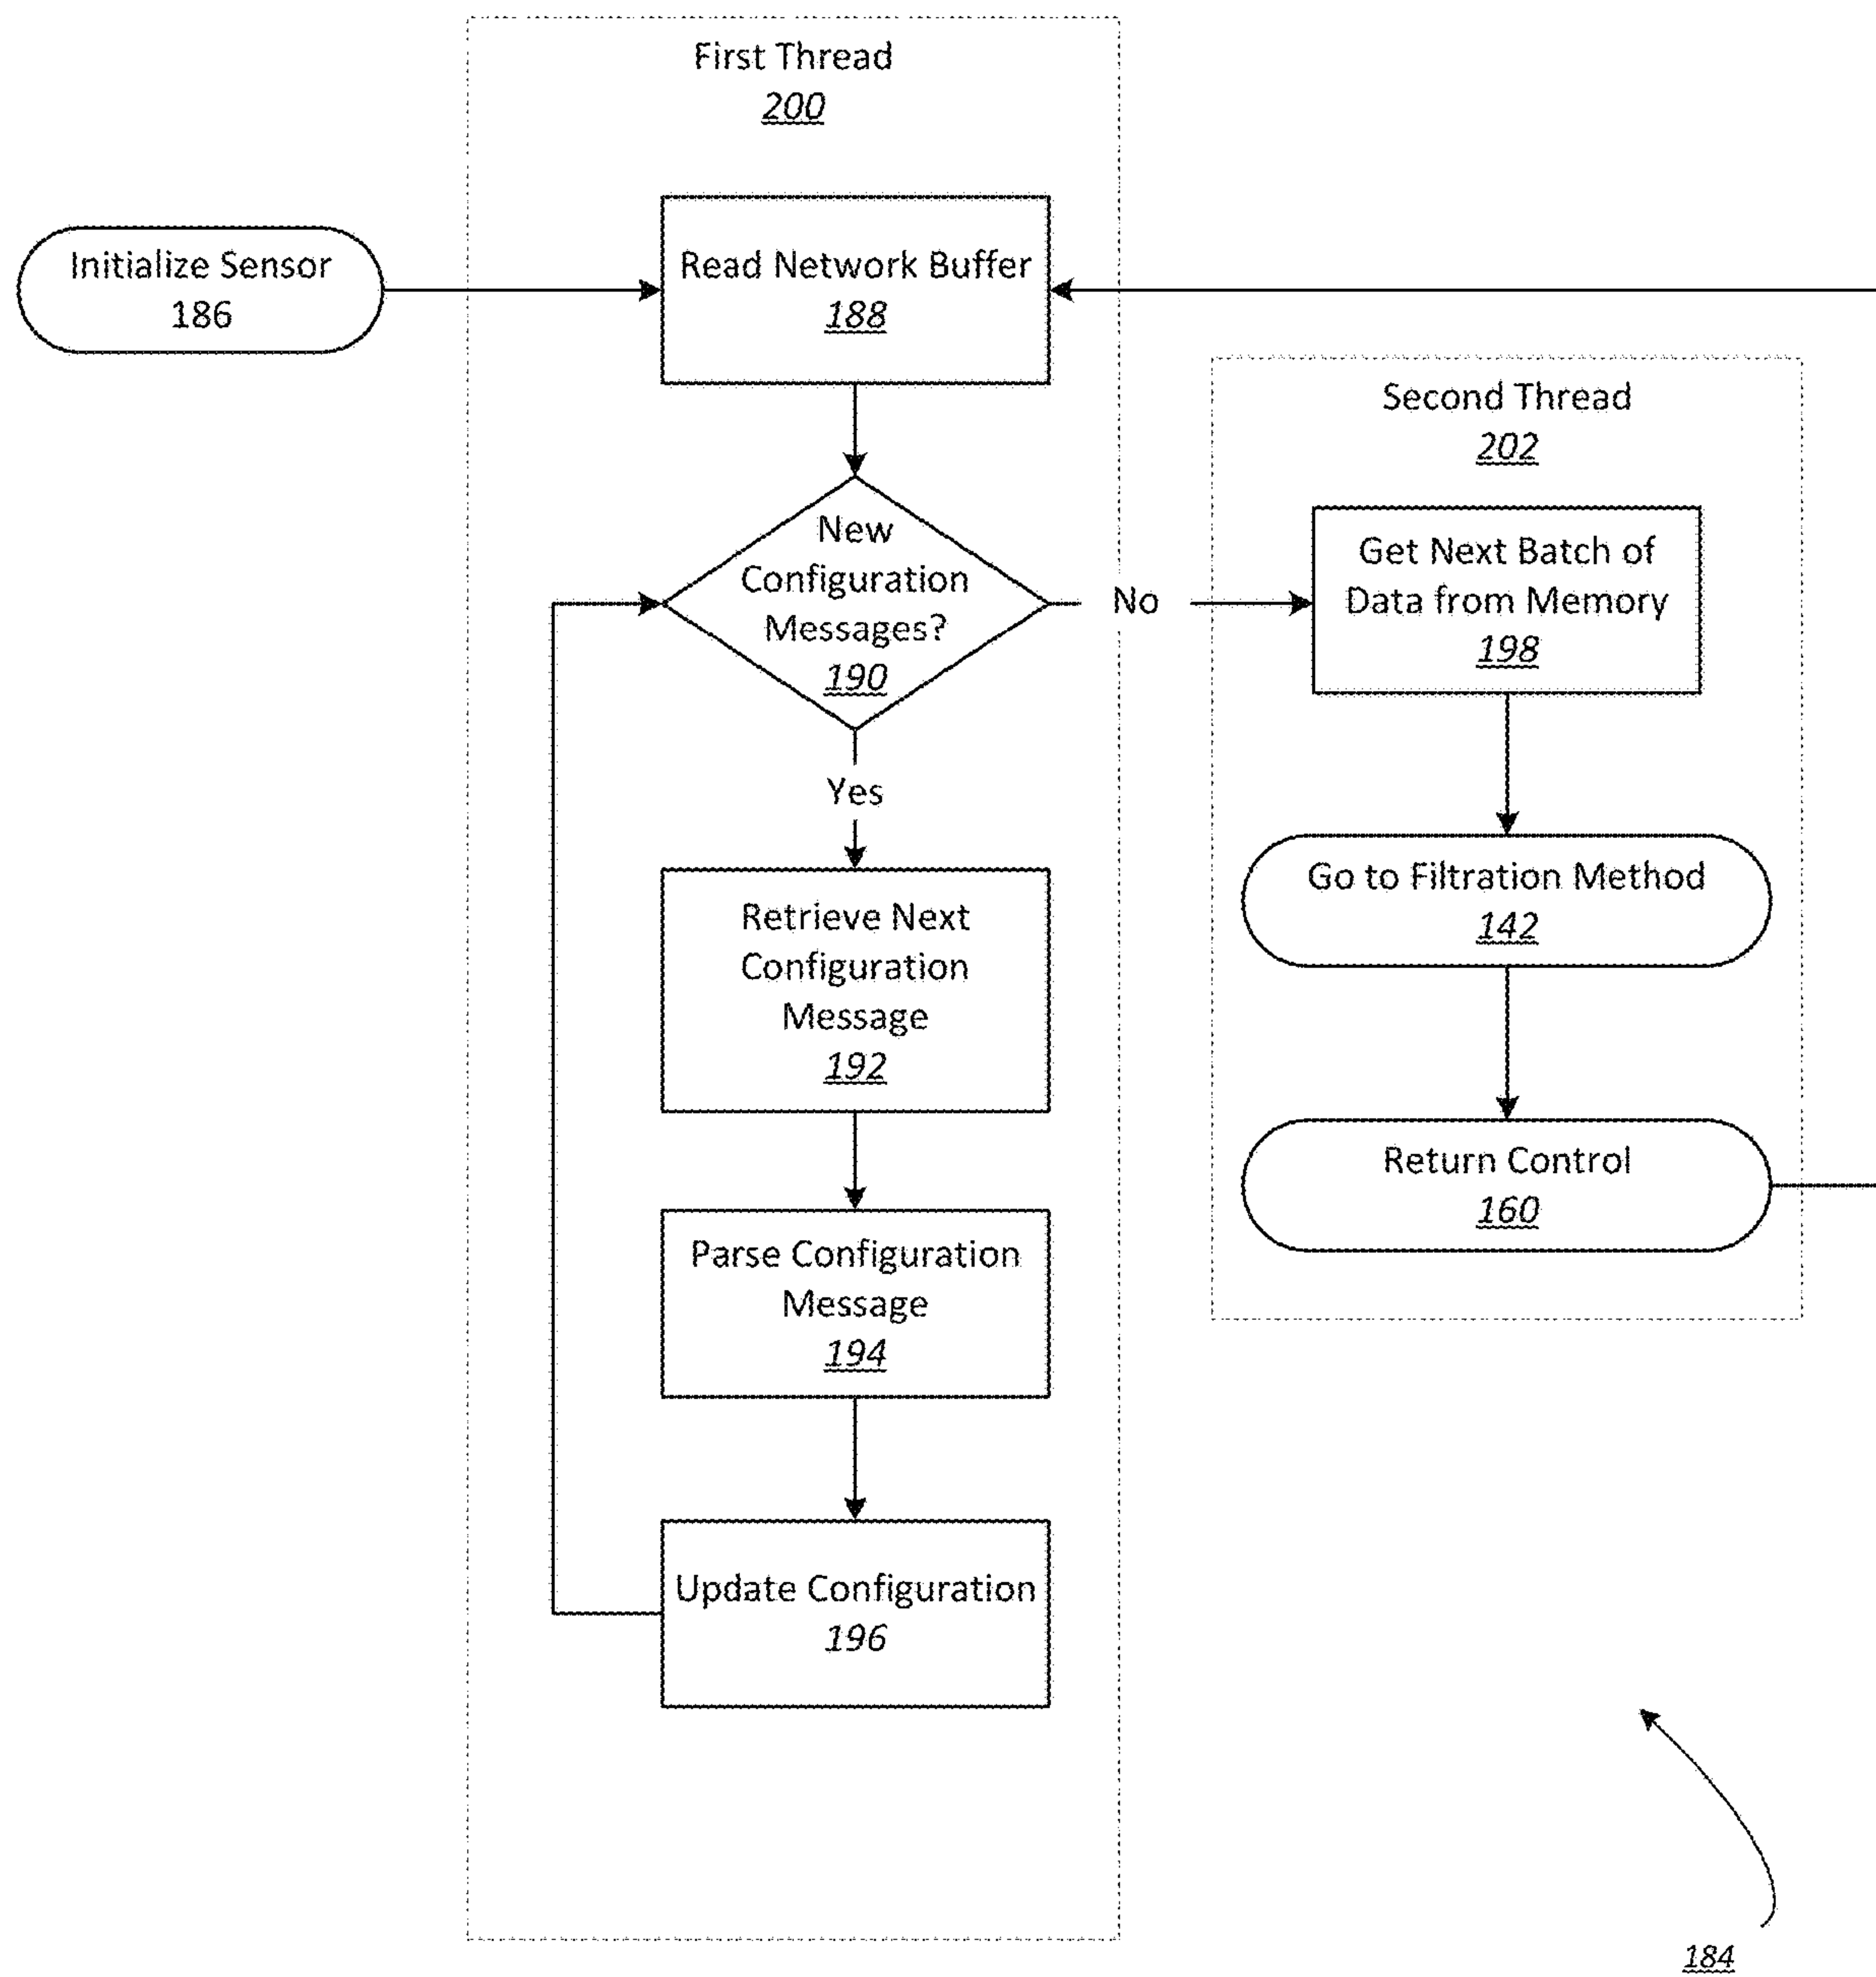 First Thread
200
Initialize Sensor
186
Read Network Buffer
188
New
Configuration
Messages?
190
No
Yes
Retrieve Next
Configuration
Message
192
Parse Configuration
Message
194
Update Configuration
196
Second Thread
202
Get Next Batch of
Data from Memory
198
Go to Filtration Method
142
Return Control
160
184